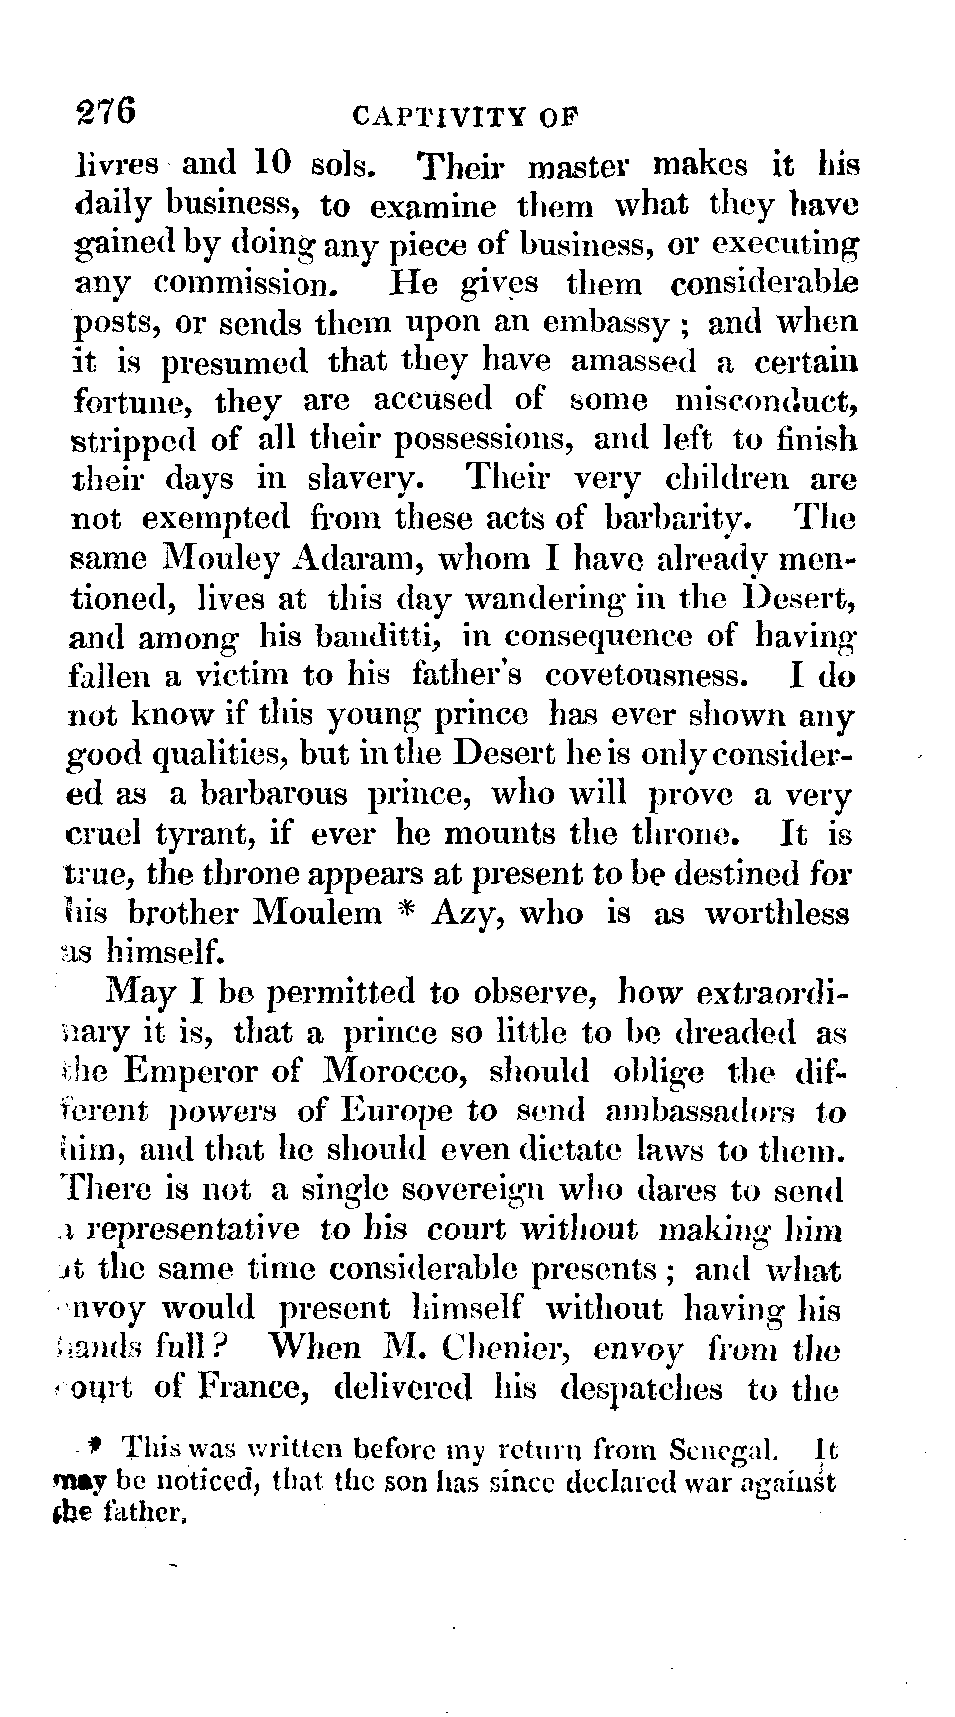 276 CAPTIVITY OF
livres and 10 sols. Their master makes it his
daily business, to examine them what they have
gained by doing any piece of business, or executing
any commission. He gives them considerable
posts, or sends them upon an embassy ; and when
it is presumed that they have amassed a certain
fortune, they are accused of some misconduct,
stripped of all their possessions, and left to finish
their days in slavery. Their very children are
not exempted from these acts of barbarity. The
same Mouley Adaram, whom I have already men-
tioned, lives at this day wandering in the Desert,
and among his banditti, in consequence of having
fallen a victim to his father's covetousness. I do
not know if this young prince has ever shown any
good qualities, but in the Desert he is only consider-
ed as a barbarous prince, who will prove a very
cruel tyrant, if ever he mounts the throne. It is
true, the throne appears at present to be destined for
his brother Moulem * Azy, who is as worthless
as himself.
May I be permitted to observe, how extraordi-
nary it is, that a prince so little to be dreaded as
the Emperor of Morocco, should oblige the dif-
ferent powers of Europe to send ambassadors to
him, and that he should even dictate laws to them.
There is not a single sovereign who dares to send
a representative to his court without making him
at the same time considerable presents ; and what
envoy would present himself without having his
hands full? When M. Chenier, envoy from the
court of France, delivered his despatches to the
* This was written before my return from Senegal. It
may be noticed, that the son has since declared war against
the father.